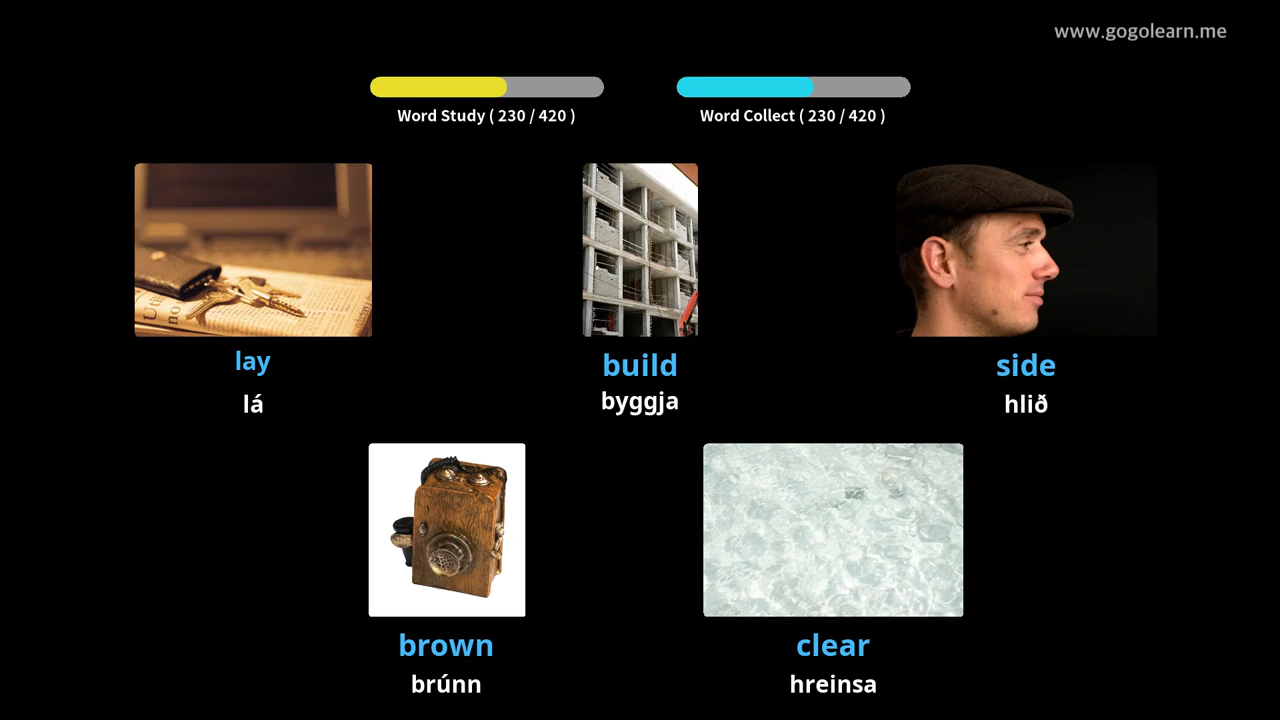 www.gogolearn.me
Word Study ( 230 / 420 )
Word Collect ( 230 / 420 )
lay
lá
build
byggja
side
hlið
brown
brúnn
clear
hreinsa